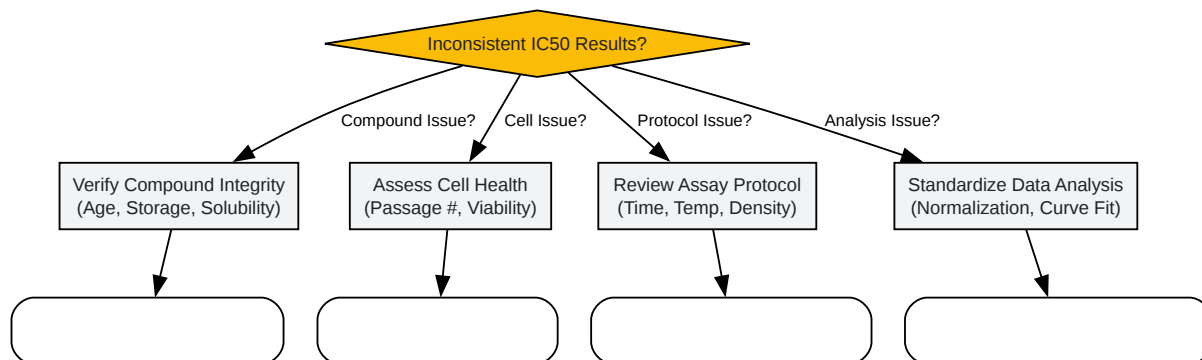 Inconsistent IC50 Results?
Compound Issue?
Cell Issue?
Protocol Issue?
Analysis Issue?
Verify Compound Integrity
(Age, Storage, Solubility)
Assess Cell Health
(Passage #, Viability)
Review Assay Protocol
(Time, Temp, Density)
Standardize Data Analysis
(Normalization, Curve Fit)